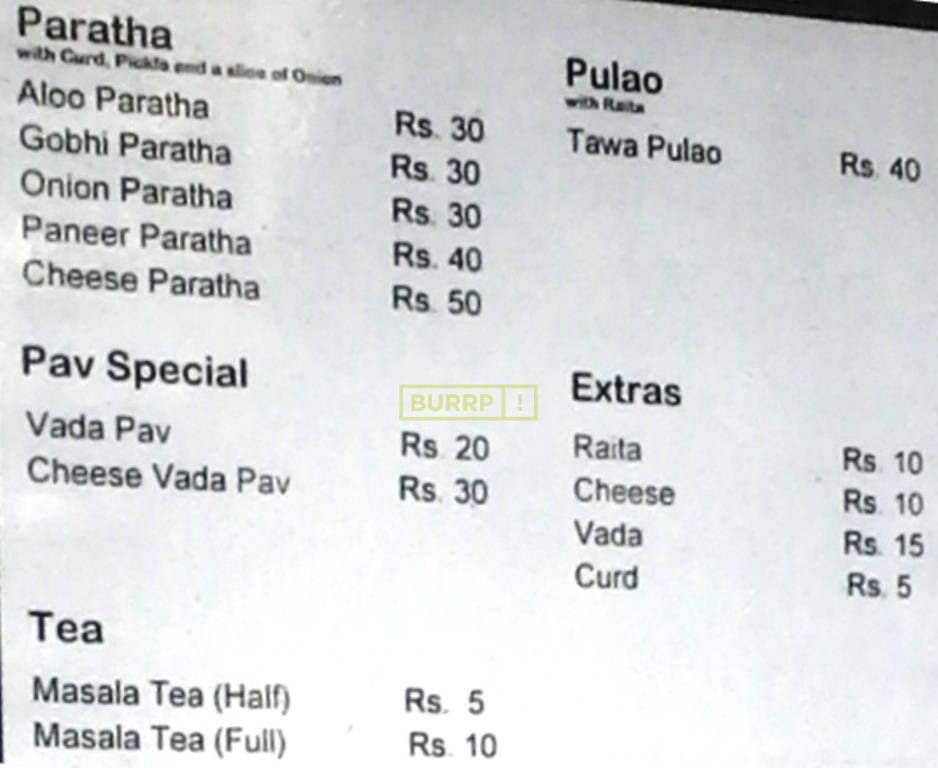 Paratha
with Curd, Pickle and a slice of Onion
Aloo Paratha Rs. 30
Gobhi Paratha Rs. 30
Onion Paratha Rs. 30
Paneer Paratha Rs. 40
Cheese Paratha Rs. 50
Pulao
with Raita
Tawa Pulao Rs. 40
Pav Special
Vada Pav Rs. 20
Cheese Vada Pav Rs. 30
BURRP!
Extras
Raita Rs. 10
Cheese Rs. 10
Vada Rs. 15
Curd Rs. 5
Tea
Masala Tea (Half) Rs. 5
Masala Tea (Full) Rs. 10